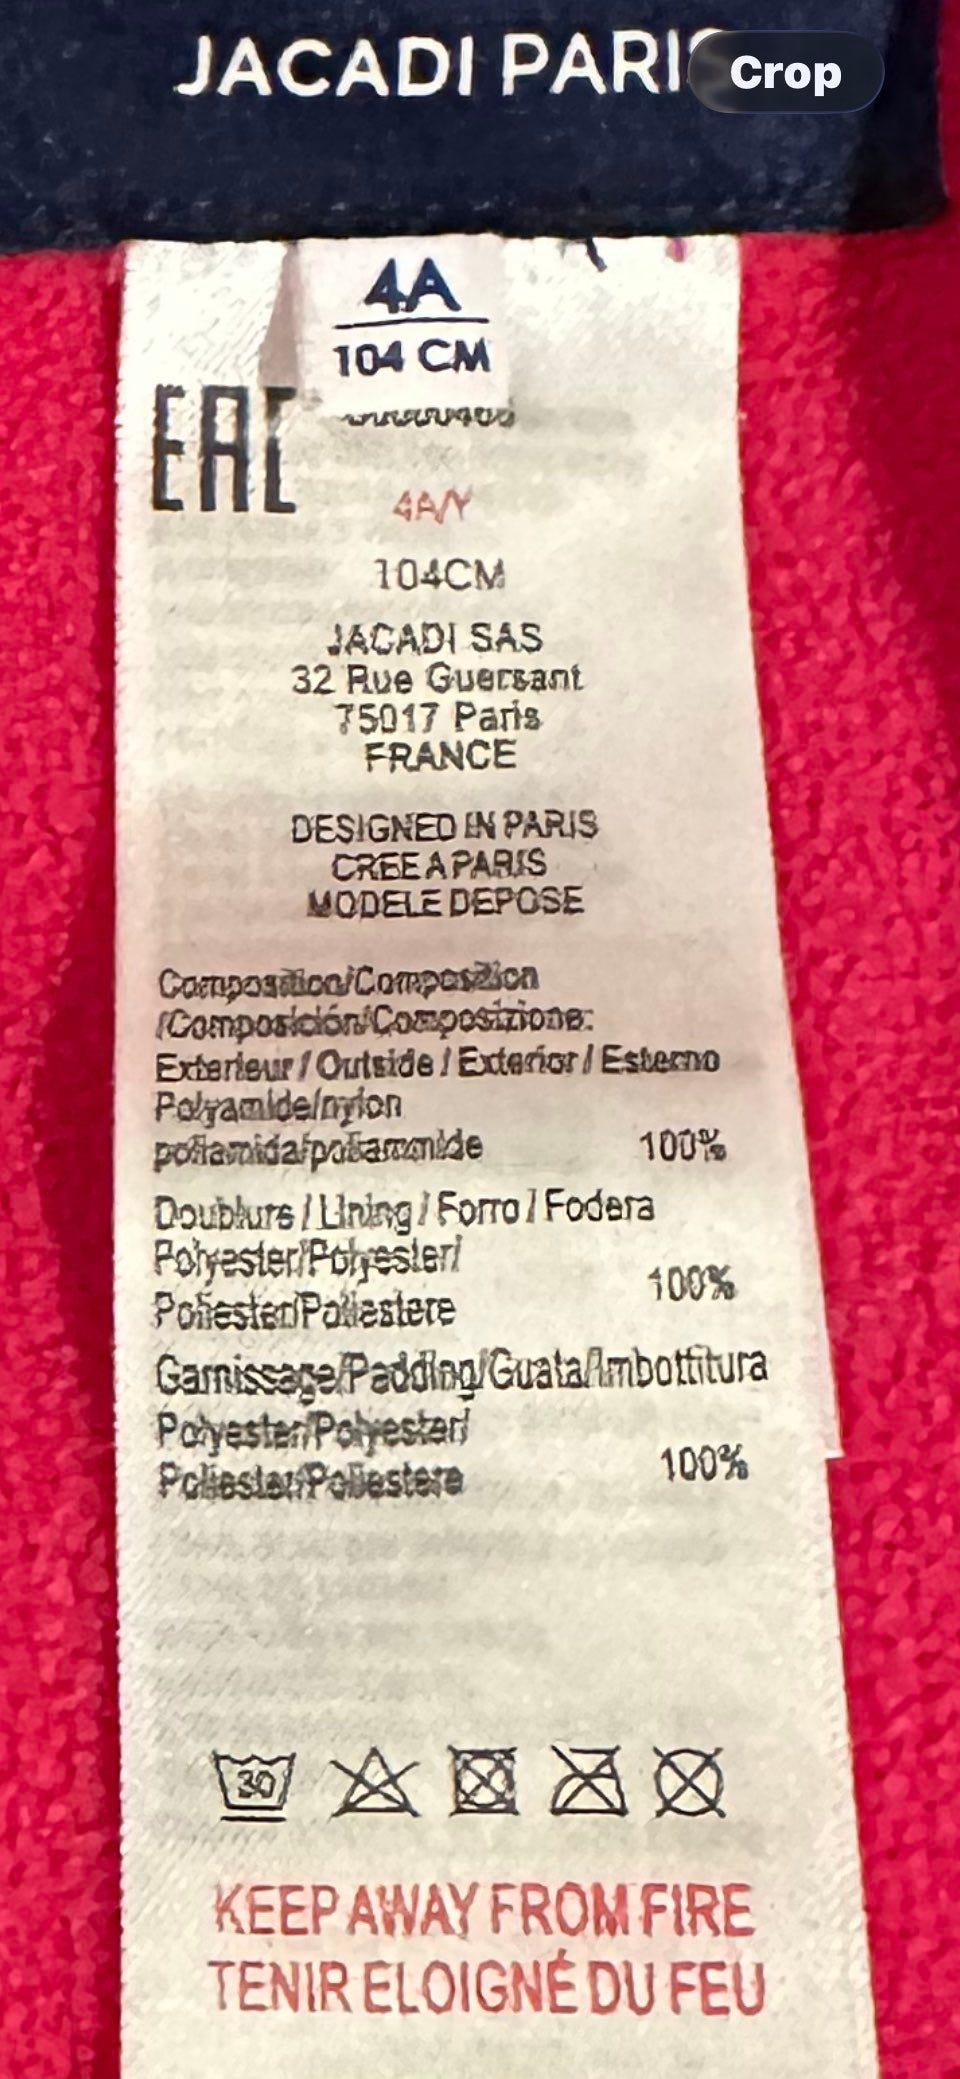 JACADI PARIS
Crop
4A
104 CM
EAC
4A/Y
104CM
JACADI SAS
32 Rue Guersant
75017 Paris
FRANCE
DESIGNED IN PARIS
CREE A PARIS
MODELE DEPOSE
Composition/Composition
/Composición/Composizione:
Exterieur / Outside / Exterior / Esterno
Polyamide/nylon
poliamida/poliammide 100%
Doublure / Lining / Forro / Fodera
Polyester/Polyester/
100%
Poliester/Poliestere
Garnissage/Padding/Guata/Imbottitura
Polyester/Polyester/
100%
Poliester/Poliestere
30
KEEP AWAY FROM FIRE
TENIR ELOIGNÉ DU FEU